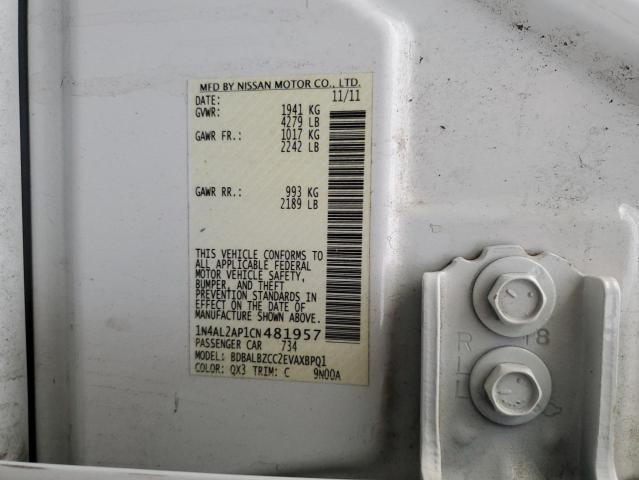 MFD BY NISSAN MOTOR CO., LTD.
DATE: 11/11
GVWR: 1941 KG
4279 LB
GAWR FR: 1017 KG
2242 LB
GAWR RR: 993 KG
2189 LB
THIS VEHICLE CONFORMS TO
ALL APPLICABLE FEDERAL
MOTOR VEHICLE SAFETY,
BUMPER, AND THEFT
PREVENTION STANDARDS IN
EFFECT ON THE DATE OF
MANUFACTURE SHOWN ABOVE.
1N4AL2AP1CN481957
PASSENGER CAR 734
MODEL: BDBALBZCC2EVAXBPQ1
COLOR: QX3 TRIM: C 9N00A